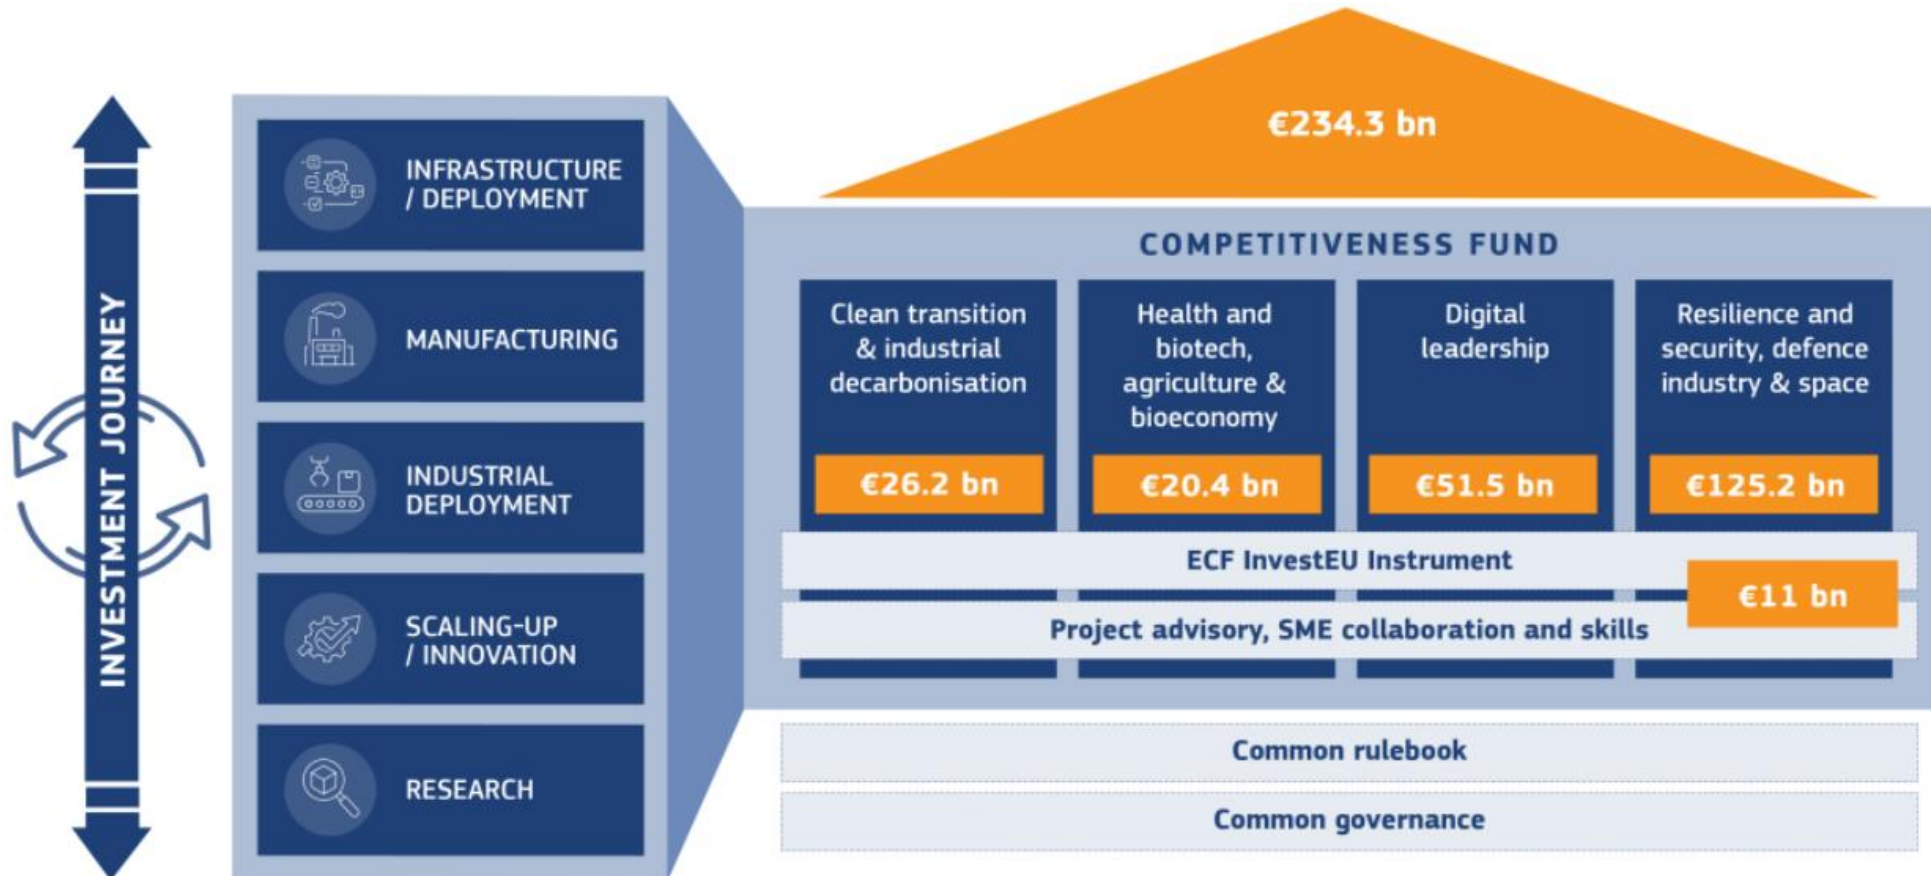 INVESTMENT JOURNEY
INFRASTRUCTURE
/ DEPLOYMENT
MANUFACTURING
INDUSTRIAL
DEPLOYMENT
SCALING-UP
/ INNOVATION
RESEARCH
€234.3 bn
COMPETITIVENESS FUND
Clean transition
& industrial
decarbonisation
€26.2 bn
Health and
biotech,
agriculture &
bioeconomy
€20.4 bn
Digital
leadership
€51.5 bn
Resilience and
security, defence
industry & space
€125.2 bn
ECF InvestEU Instrument
€11 bn
Project advisory, SME collaboration and skills
Common rulebook
Common governance